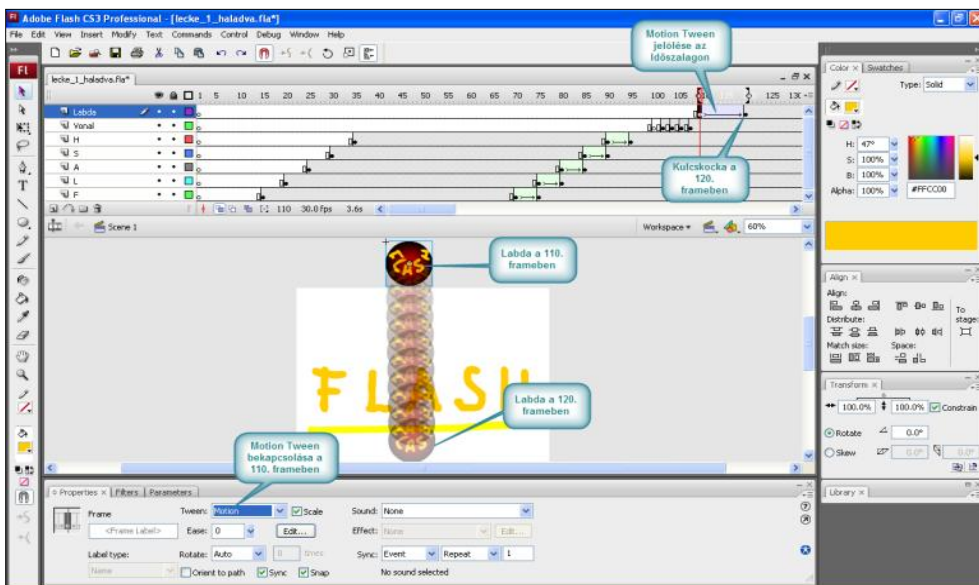 Adobe Flash CS3 Professional - [lecke_1_haladva.fla*]
File Edit View Insert Modify Text Commands Control Debug Window Help
Motion Tween
jelölése az
Időszalagon
lecke_1_haladva.fla*
1 5 10 15 20 25 30 35 40 45 50 55 60 65 70 75 80 85 90 95 100 105 125
Labda
Vonal
H
S
A
L
F
Kulcskocka a
120.
frameben
110 30.0 fps 3.6s
Scene 1
Workspace
60%
Labda a 110.
frameben
CAS
FLASH
CAS
Labda a 120.
frameben
Motion Tween
bekapcsolása a
110. frameben
Color Swatches
Type: Solid
H: 47°
S: 100%
B: 100%
Alpha: 100% #FFCC00
Align
Align:
To
stage:
Distribute:
Match size: Space:
Transform
100.0% 100.0% Constrain
Rotate 0.0°
Skew 0.0° 0.0°
Library
Properties Filters Parameters
Frame
<Frame Label>
Label type:
Name
Tween: Motion Scale
Ease: 0 Edit...
Rotate: Auto 0 times
Orient to path Sync Snap
Sound: None
Effect: None Edit...
Sync: Event Repeat 1
No sound selected
Fl